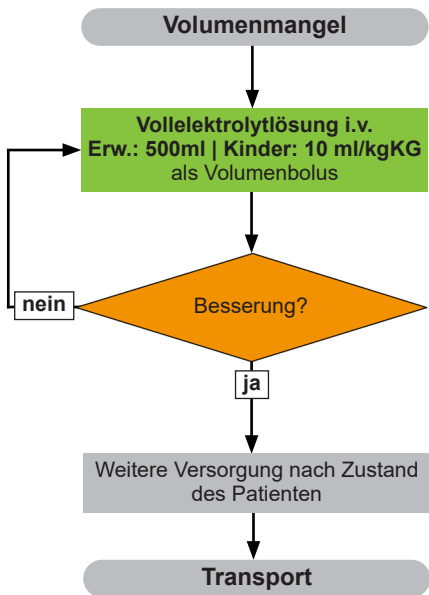 Volumenmangel
Vollelektrolytlösung i.v.
Erw.: 500ml | Kinder: 10 ml/kgKG
als Volumenbolus
Besserung?
nein
ja
Weitere Versorgung nach Zustand
des Patienten
Transport